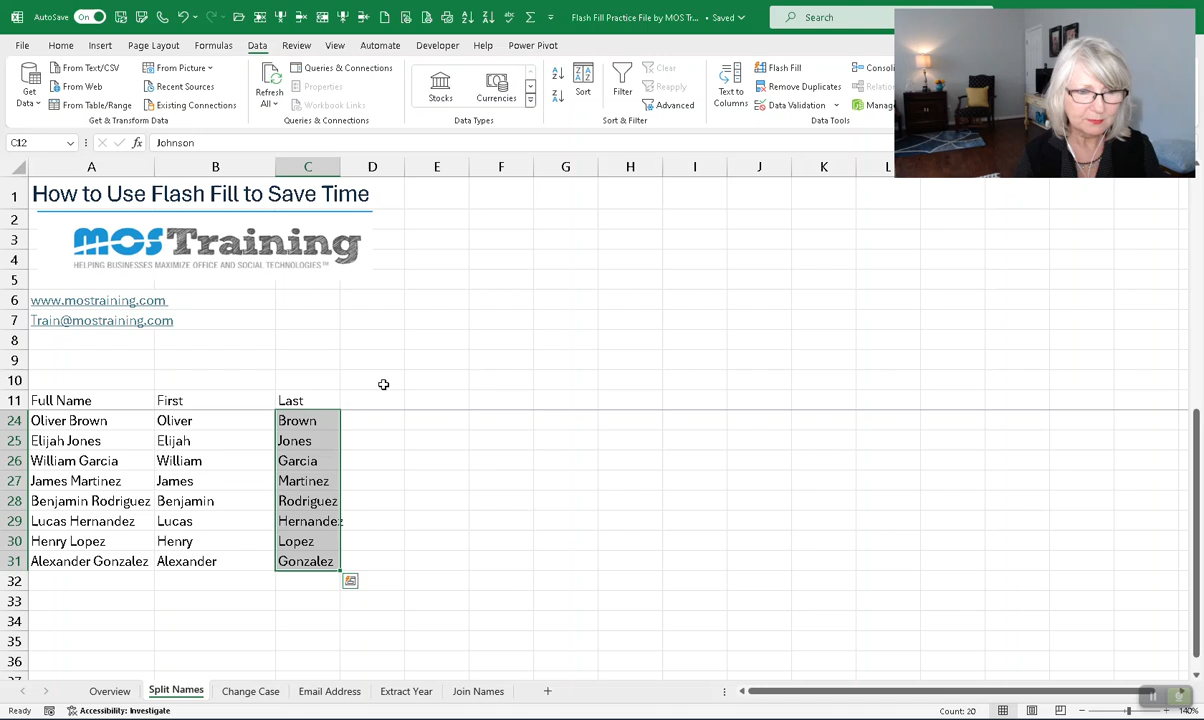 AutoSave On
Flash Fill Practice File by MOS Tr... • Saved
Search
File Home Insert Page Layout Formulas Data Review View Automate Developer Help Power Pivot
Get Data
From Text/CSV
From Web
From Table/Range
From Picture
Recent Sources
Existing Connections
Get & Transform Data
Refresh All
Queries & Connections
Properties
Workbook Links
Queries & Connections
Stocks
Currencies
Data Types
Sort
Filter
Clear
Reapply
Advanced
Sort & Filter
Text to Columns
Flash Fill
Remove Duplicates
Data Validation
Consoli
Relation
Manage
Data Tools
C12
fx
Johnson
A B C D E F G H I J K L
1 How to Use Flash Fill to Save Time
2
3 MOS Training
4 HELPING BUSINESSES MAXIMIZE OFFICE AND SOCIAL TECHNOLOGIES™
5
6 www.mostraining.com
7 Train@mostraining.com
8
9
10
11 Full Name First Last
24 Oliver Brown Oliver Brown
25 Elijah Jones Elijah Jones
26 William Garcia William Garcia
27 James Martinez James Martinez
28 Benjamin Rodriguez Benjamin Rodriguez
29 Lucas Hernandez Lucas Hernandez
30 Henry Lopez Henry Lopez
31 Alexander Gonzalez Alexander Gonzalez
32
33
34
35
36
Overview Split Names Change Case Email Address Extract Year Join Names
Ready Accessibility: Investigate Count: 20 140%